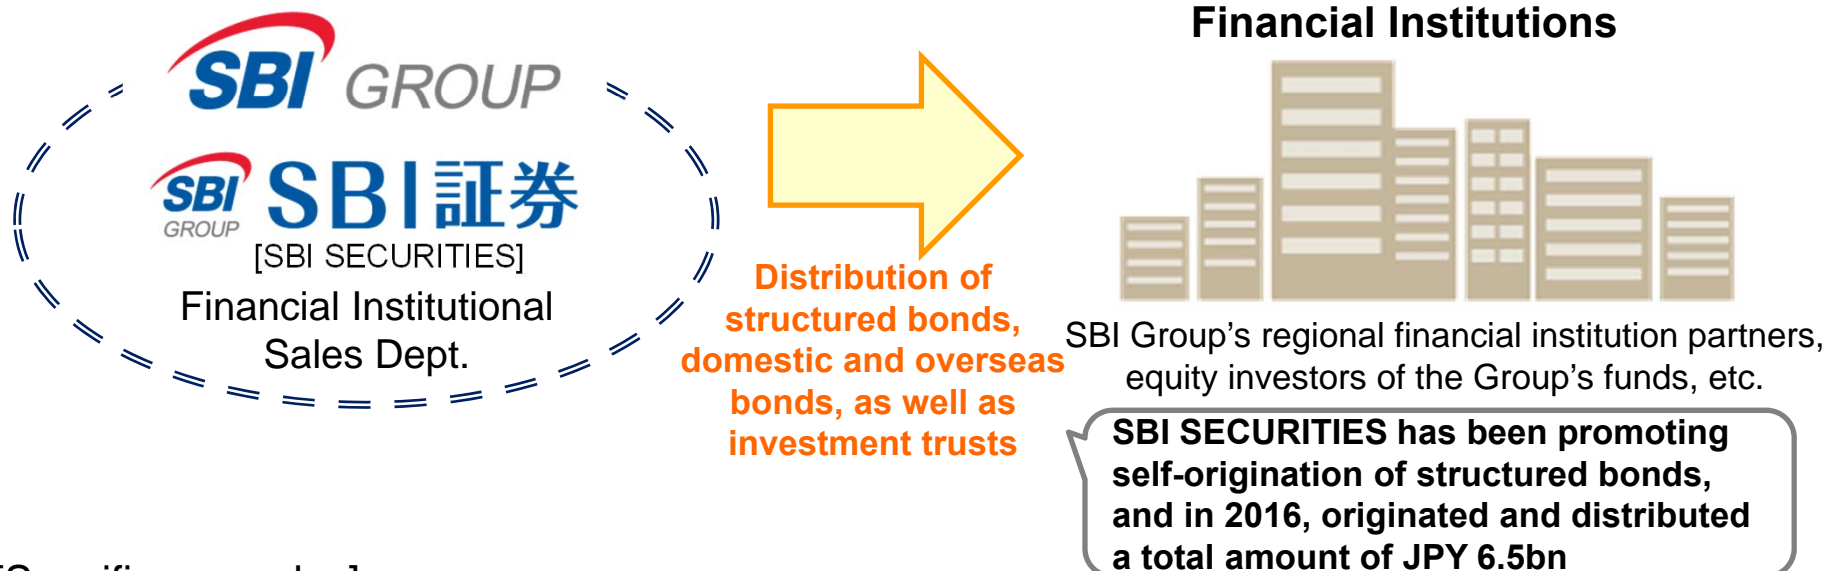 SBI GROUP
SBI GROUP SBI証券
[SBI SECURITIES]
Financial Institutional
Sales Dept.
Distribution of
structured bonds,
domestic and overseas
bonds, as well as
investment trusts
Financial Institutions
SBI Group's regional financial institution partners,
equity investors of the Group's funds, etc.
SBI SECURITIES has been promoting
self-origination of structured bonds,
and in 2016, originated and distributed
a total amount of JPY 6.5bn